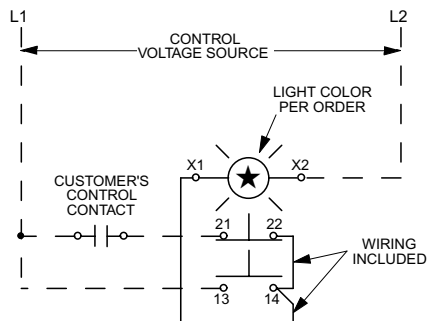 L1
L2
CONTROL
VOLTAGE SOURCE
LIGHT COLOR
PER ORDER
X1
X2
CUSTOMER'S
CONTROL
CONTACT
21
22
WIRING
INCLUDED
13
14